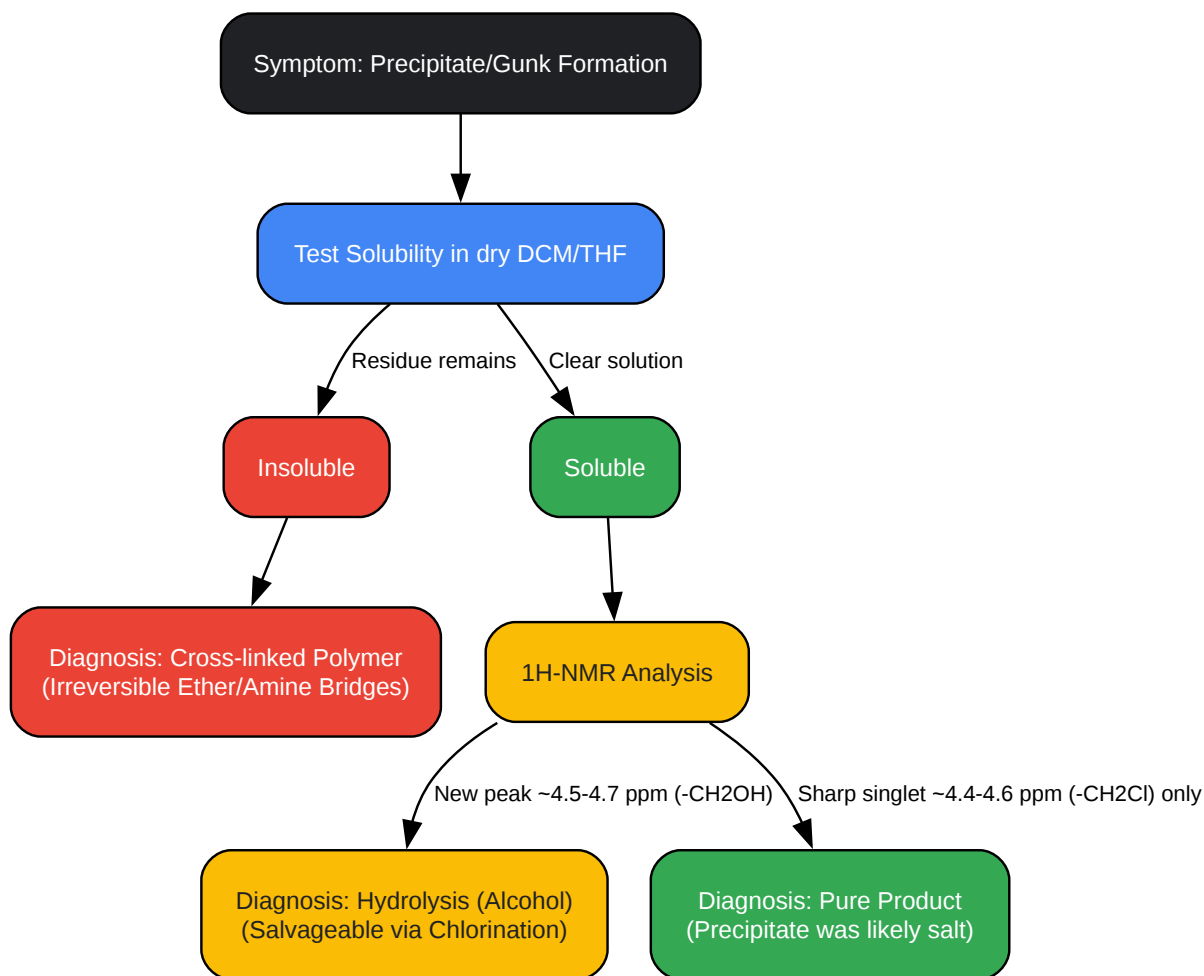 Symptom: Precipitate/Gunk Formation
Test Solubility in dry DCM/THF
Residue remains
Clear solution
Insoluble
Soluble
Diagnosis: Cross-linked Polymer
(Irreversible Ether/Amine Bridges)
1H-NMR Analysis
New peak ~4.5-4.7 ppm (-CH2OH)
Sharp singlet ~4.4-4.6 ppm (-CH2Cl) only
Diagnosis: Hydrolysis (Alcohol)
(Salvageable via Chlorination)
Diagnosis: Pure Product
(Precipitate was likely salt)